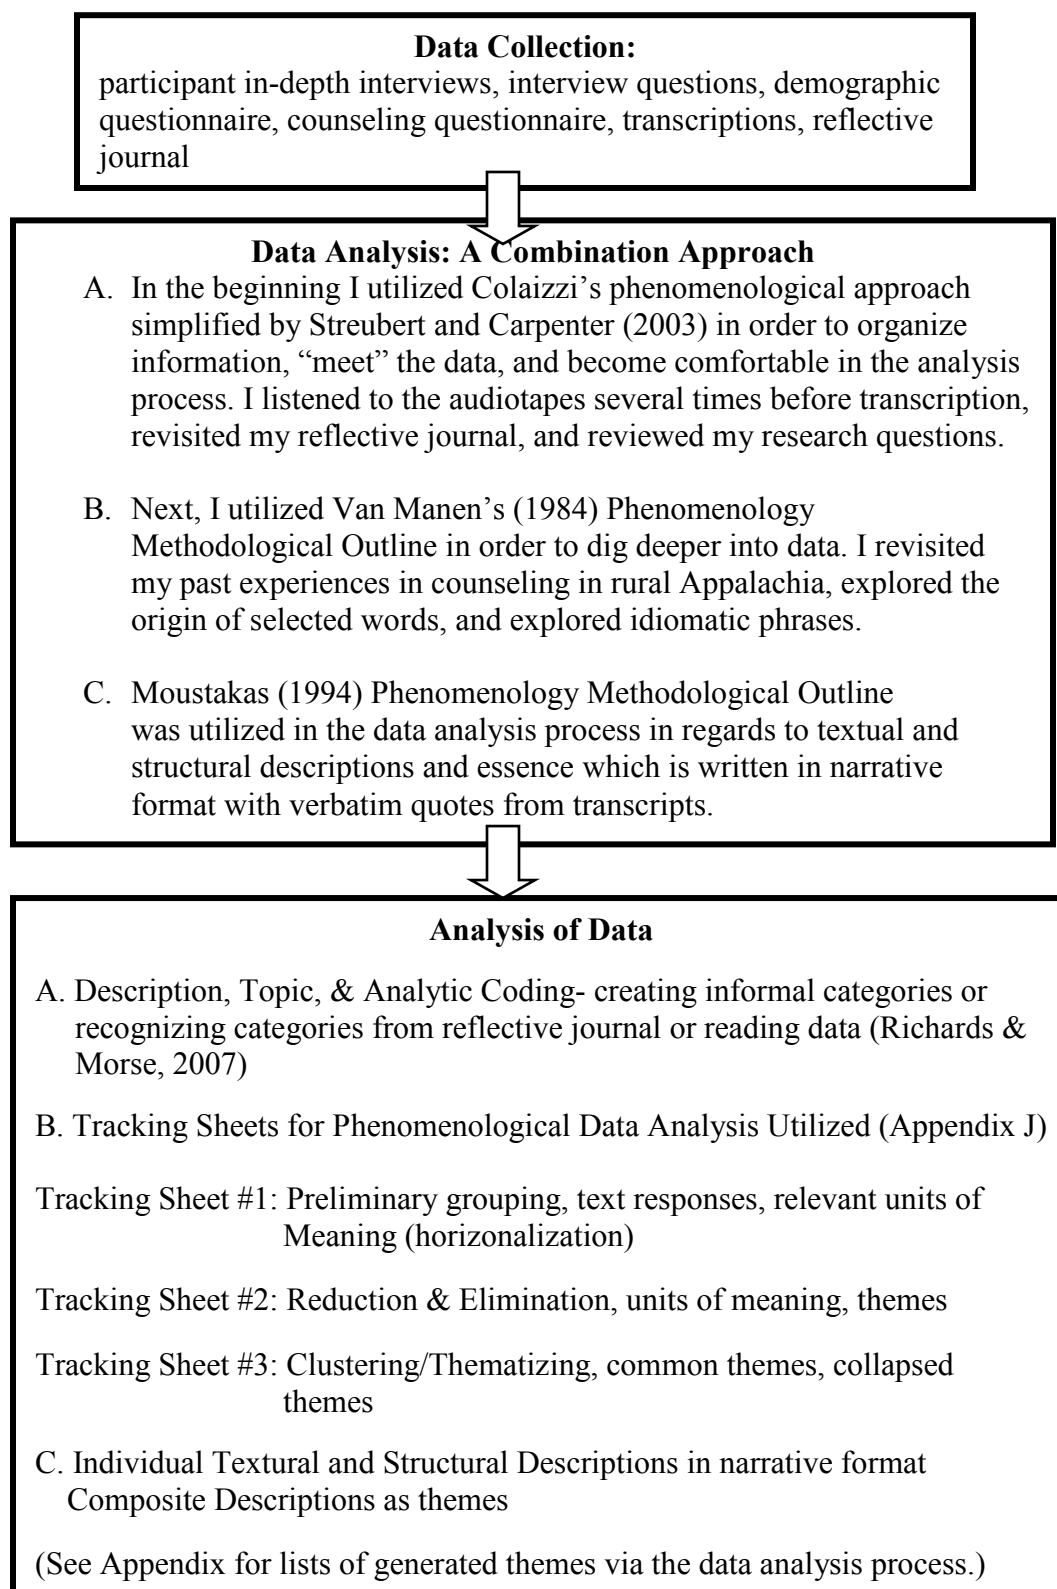 Data Collection:
participant in-depth interviews, interview questions, demographic
questionnaire, counseling questionnaire, transcriptions, reflective
journal
Data Analysis: A Combination Approach
A. In the beginning I utilized Colaizzi’s phenomenological approach
simplified by Streubert and Carpenter (2003) in order to organize
information, “meet” the data, and become comfortable in the analysis
process. I listened to the audiotapes several times before transcription,
revisited my reflective journal, and reviewed my research questions.
B. Next, I utilized Van Manen’s (1984) Phenomenology
Methodological Outline in order to dig deeper into data. I revisited
my past experiences in counseling in rural Appalachia, explored the
origin of selected words, and explored idiomatic phrases.
C. Moustakas (1994) Phenomenology Methodological Outline
was utilized in the data analysis process in regards to textual and
structural descriptions and essence which is written in narrative
format with verbatim quotes from transcripts.
Analysis of Data
A. Description, Topic, & Analytic Coding- creating informal categories or
recognizing categories from reflective journal or reading data (Richards &
Morse, 2007)
B. Tracking Sheets for Phenomenological Data Analysis Utilized (Appendix J)
Tracking Sheet #1: Preliminary grouping, text responses, relevant units of
Meaning (horizonalization)
Tracking Sheet #2: Reduction & Elimination, units of meaning, themes
Tracking Sheet #3: Clustering/Thematizing, common themes, collapsed
themes
C. Individual Textural and Structural Descriptions in narrative format
Composite Descriptions as themes
(See Appendix for lists of generated themes via the data analysis process.)